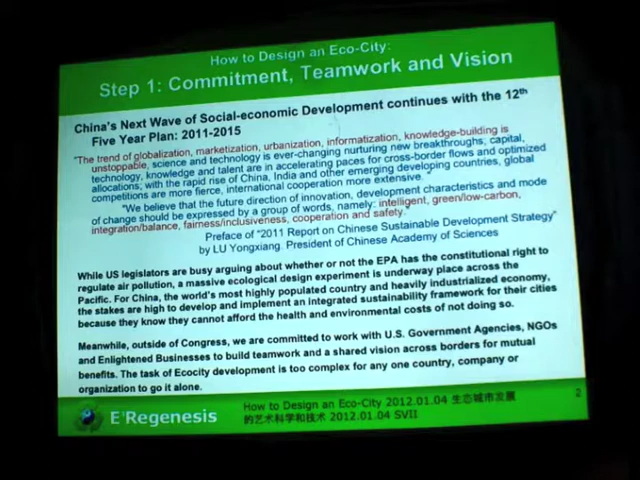 How to Design an Eco-City:
Step 1: Commitment, Teamwork and Vision
China's Next Wave of Social-economic Development continues with the 12th
Five Year Plan: 2011-2015
"The trend of globalization, marketization, urbanization, informatization, knowledge-building is
unstoppable, science and technology is ever-changing nurturing new breakthroughs; capital,
technology, knowledge and talent are in accelerating paces for cross-border flows and optimized
allocations; with the rapid rise of China, India and other emerging developing countries, global
competitions are more fierce, international cooperation more extensive.
"We believe that the future direction of innovation, development characteristics and mode
of change should be expressed by a group of words, namely: intelligent, green/low-carbon,
integration/balance, fairness/inclusiveness, cooperation and safety."
Preface of "2011 Report on Chinese Sustainable Development Strategy"
by LU Yongxiang. President of Chinese Academy of Sciences
While US legislators are busy arguing about whether or not the EPA has the constitutional right to
regulate air pollution, a massive ecological design experiment is underway place across the
Pacific. For China, the world's most highly populated country and heavily industrialized economy,
the stakes are high to develop and implement an integrated sustainability framework for their cities
because they know they cannot afford the health and environmental costs of not doing so.
Meanwhile, outside of Congress, we are committed to work with U.S. Government Agencies, NGOs
and Enlightened Businesses to build teamwork and a shared vision across borders for mutual
benefits. The task of Ecocity development is too complex for any one country, company or
organization to go it alone.
2
E²Regenesis
How to Design an Eco-City 2012.01.04 生态城市发展
的艺术科学和技术 2012.01.04 SVII